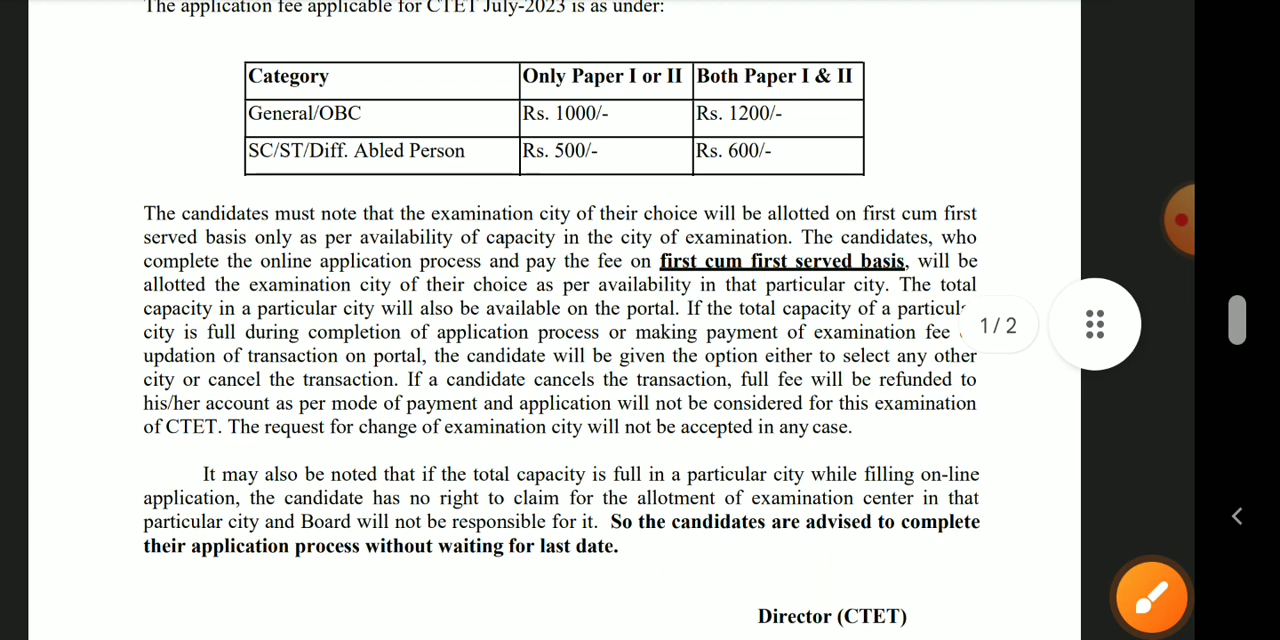 The application fee applicable for CTET July-2023 is as under:
Category Only Paper I or II Both Paper I & II
General/OBC Rs. 1000/- Rs. 1200/-
SC/ST/Diff. Abled Person Rs. 500/- Rs. 600/-
The candidates must note that the examination city of their choice will be allotted on first cum first
served basis only as per availability of capacity in the city of examination. The candidates, who
complete the online application process and pay the fee on first cum first served basis, will be
allotted the examination city of their choice as per availability in that particular city. The total
capacity in a particular city will also be available on the portal. If the total capacity of a
city is full during completion of application process or making payment of examination fee
updation of transaction on portal, the candidate will be given the option either to select any other
city or cancel the transaction. If a candidate cancels the transaction, full fee will be refunded to
his/her account as per mode of payment and application will not be considered for this examination
of CTET. The request for change of examination city will not be accepted in any case.
It may also be noted that if the total capacity is full in a particular city while filling on-line
application, the candidate has no right to claim for the allotment of examination center in that
particular city and Board will not be responsible for it. So the candidates are advised to complete
their application process without waiting for last date.
Director (CTET)
1 / 2